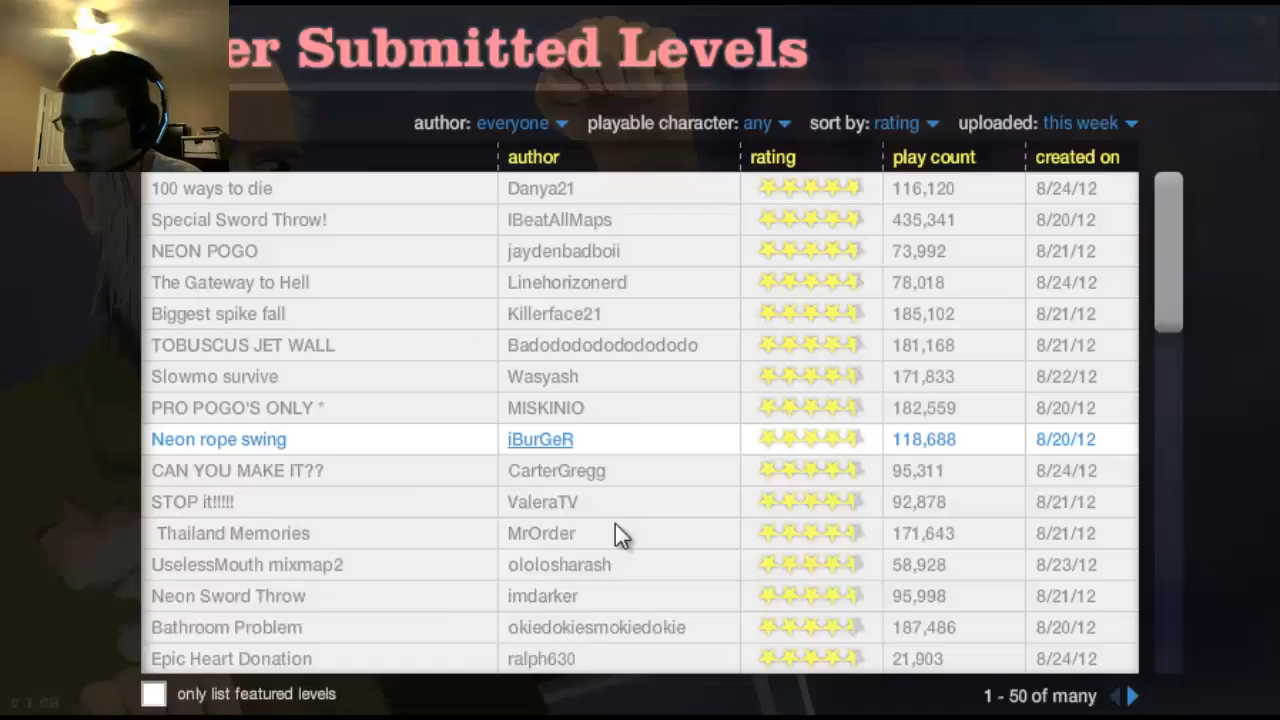 er Submitted Levels
author: everyone playable character: any sort by: rating uploaded: this week
author rating play count created on
100 ways to die Danya21 116,120 8/24/12
Special Sword Throw! IBeatAllMaps 435,341 8/20/12
NEON POGO jaydenbadboii 73,992 8/21/12
The Gateway to Hell Linehorizonerd 78,018 8/24/12
Biggest spike fall Killerface21 185,102 8/21/12
TOBUSCUS JET WALL Badodododododododo 181,168 8/21/12
Slowmo survive Wasyash 171,833 8/22/12
PRO POGO'S ONLY * MISKINIO 182,559 8/20/12
Neon rope swing iBurGeR 118,688 8/20/12
CAN YOU MAKE IT?? CarterGregg 95,311 8/24/12
STOP it!!!!! ValeraTV 92,878 8/21/12
Thailand Memories MrOrder 171,643 8/21/12
UselessMouth mixmap2 ololosharash 58,928 8/23/12
Neon Sword Throw imdarker 95,998 8/21/12
Bathroom Problem okiedokiesmokiedokie 187,486 8/20/12
Epic Heart Donation ralph630 21,903 8/24/12
only list featured levels 1 - 50 of many